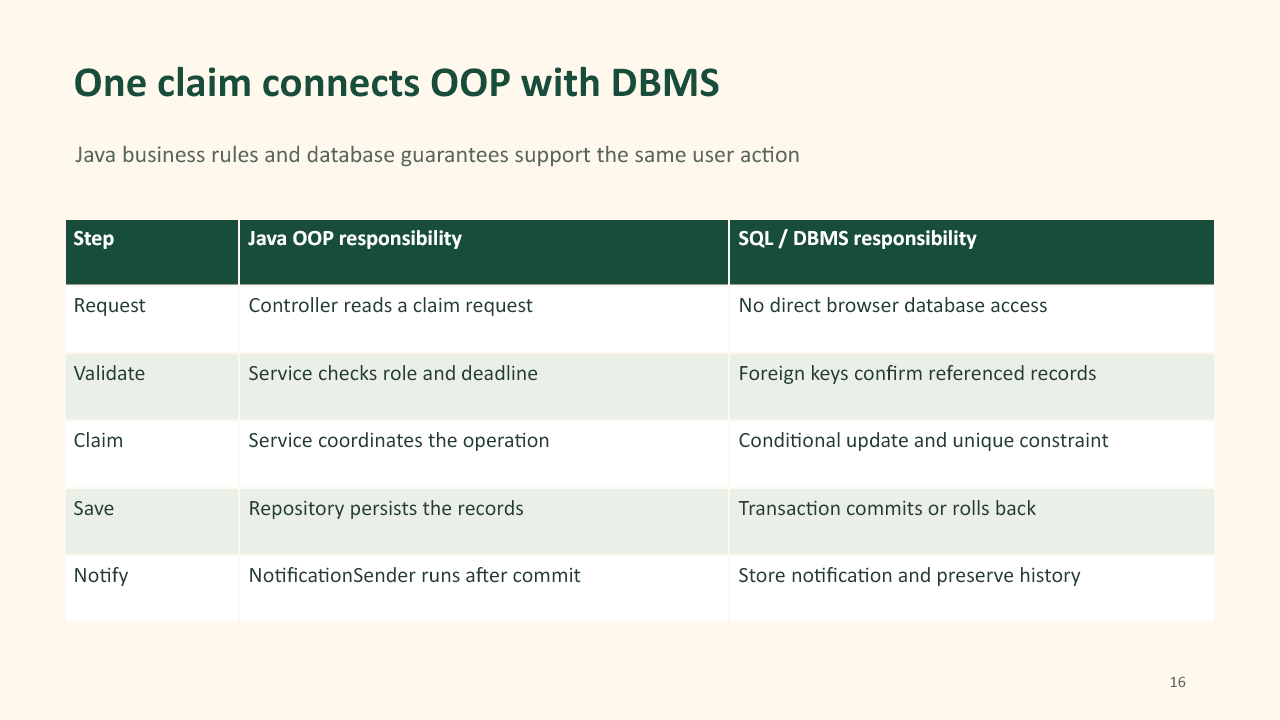 One claim connects OOP with DBMS
Java business rules and database guarantees support the same user action
Step Java OOP responsibility SQL / DBMS responsibility
Request Controller reads a claim request No direct browser database access
Validate Service checks role and deadline Foreign keys confirm referenced records
Claim Service coordinates the operation Conditional update and unique constraint
Save Repository persists the records Transaction commits or rolls back
Notify NotificationSender runs after commit Store notification and preserve history
16